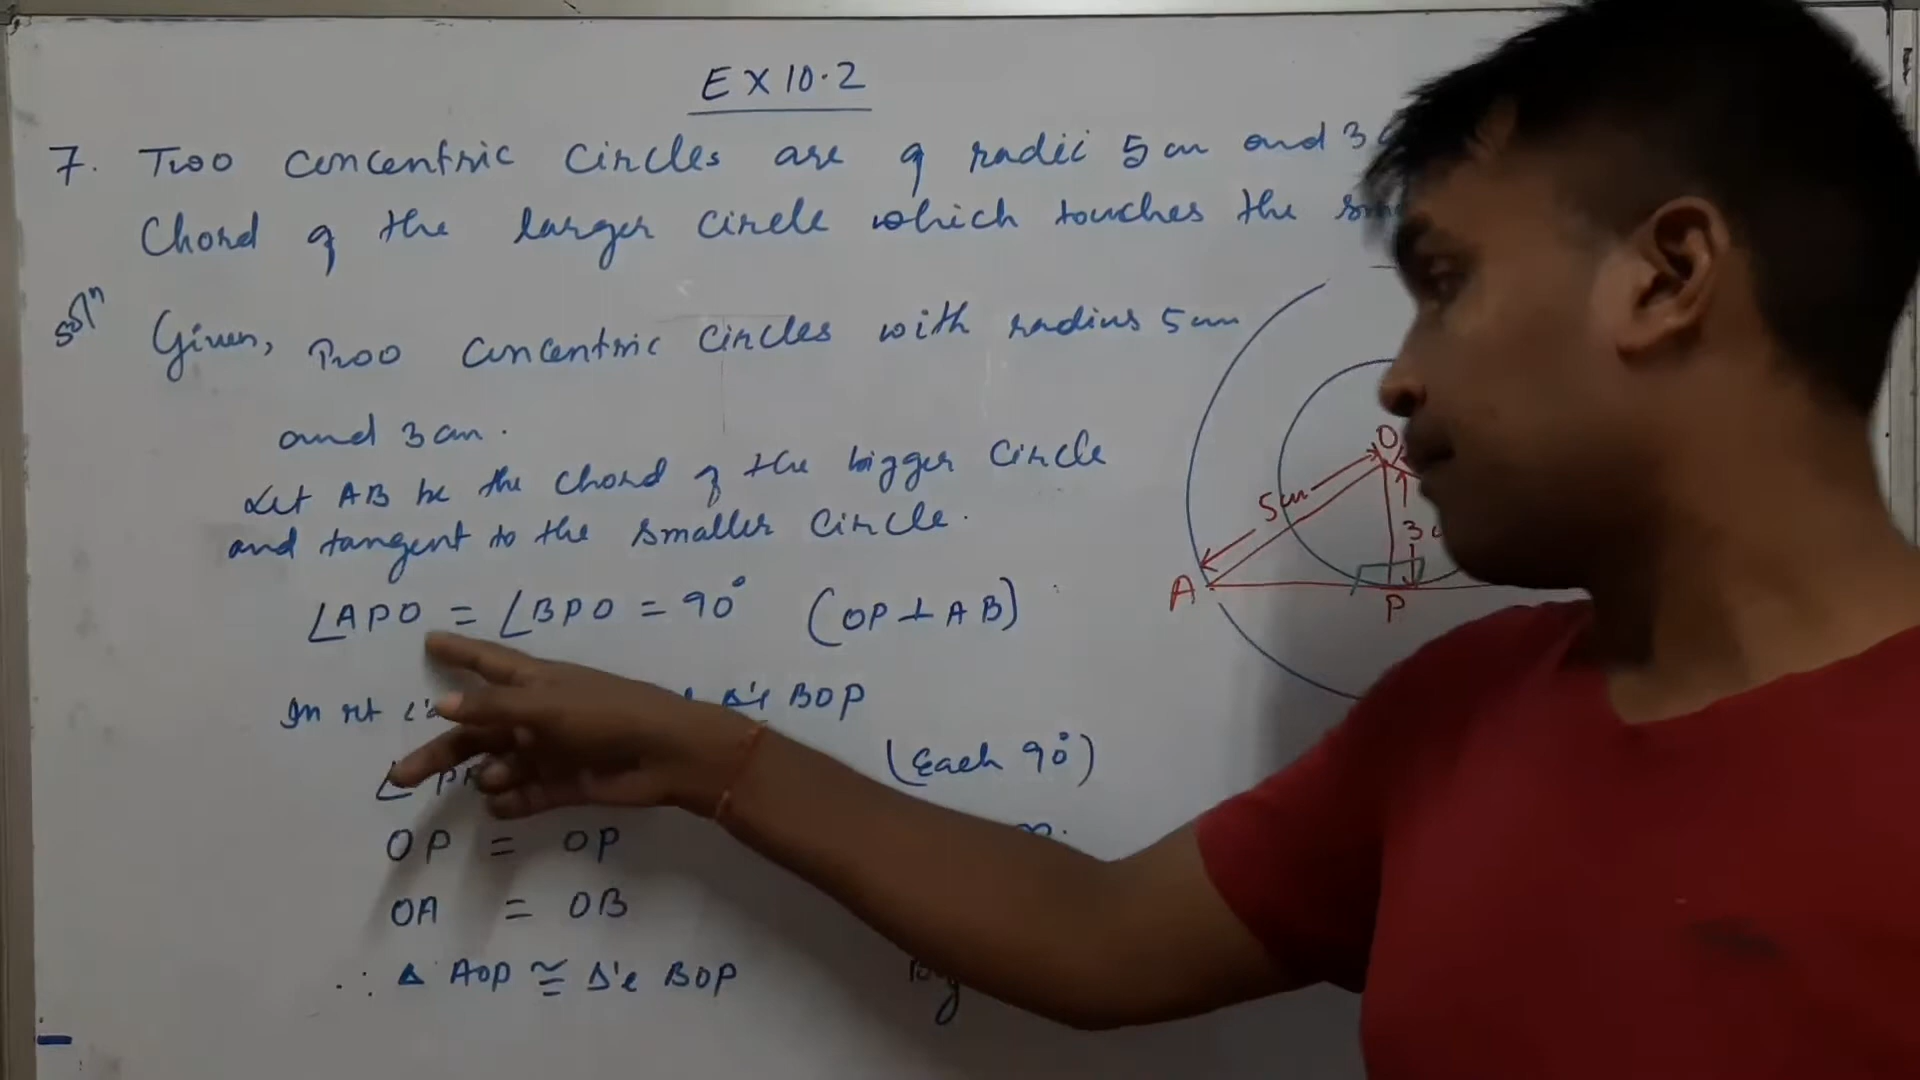 EX 10.2
7. Two concentric circles are of radii 5 cm and 3
Chord of the larger circle which touches the
Solⁿ Given, Two concentric circles with radius 5 cm
and 3 cm.
Let AB be the chord of the bigger circle
and tangent to the smaller circle.
∠APO = ∠BPO = 90° (OP ⊥ AB)
In rt Δ'e BOP
(Each 90°)
OP = OP
OA = OB
∴ Δ AOP ≅ Δ'e BOP By
O
5 cm
3
A
P